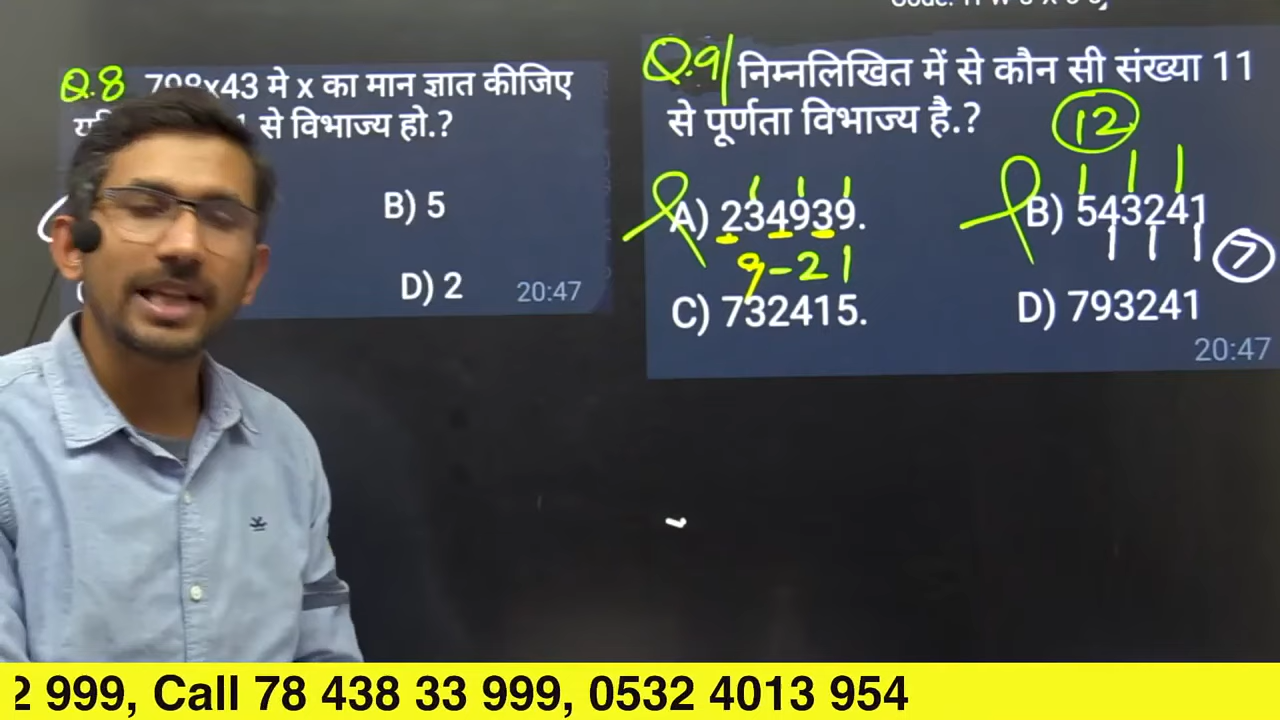 Q.8 798x43 मे x का मान ज्ञात कीजिए
से विभाज्य हो.?
B) 5
D) 2
20:47
Q.9 निम्नलिखित में से कौन सी संख्या 11
से पूर्णता विभाज्य है.?
12
A) 234939.
B) 543241
9-21
7
C) 732415.
D) 793241
20:47
2 999, Call 78 438 33 999, 0532 4013 954